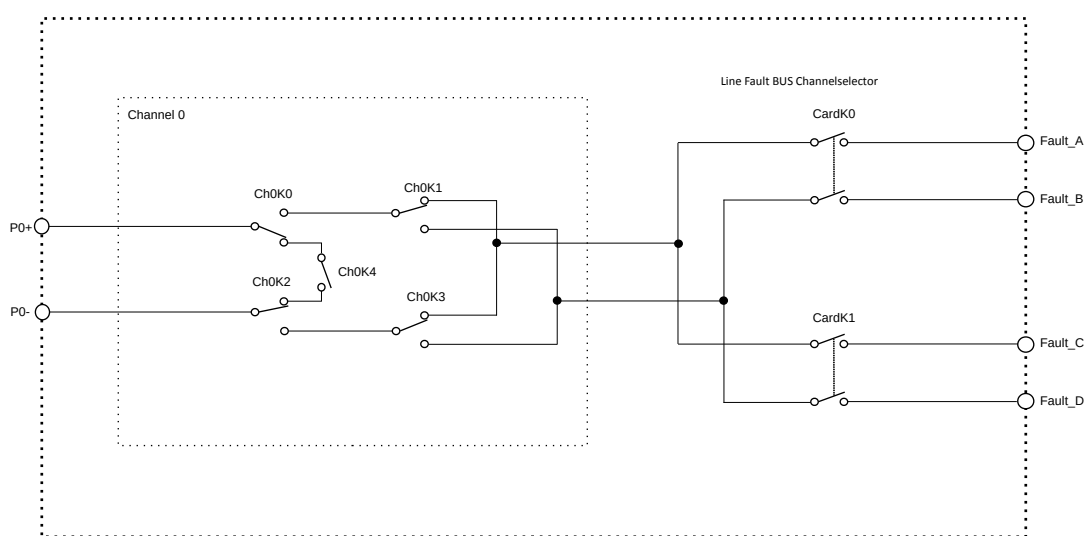 Line Fault BUS Channelselector
Channel 0
CardK0
Fault_A
Ch0K0
Ch0K1
Fault_B
P0+
Ch0K4
Ch0K2
Ch0K3
P0-
CardK1
Fault_C
Fault_D